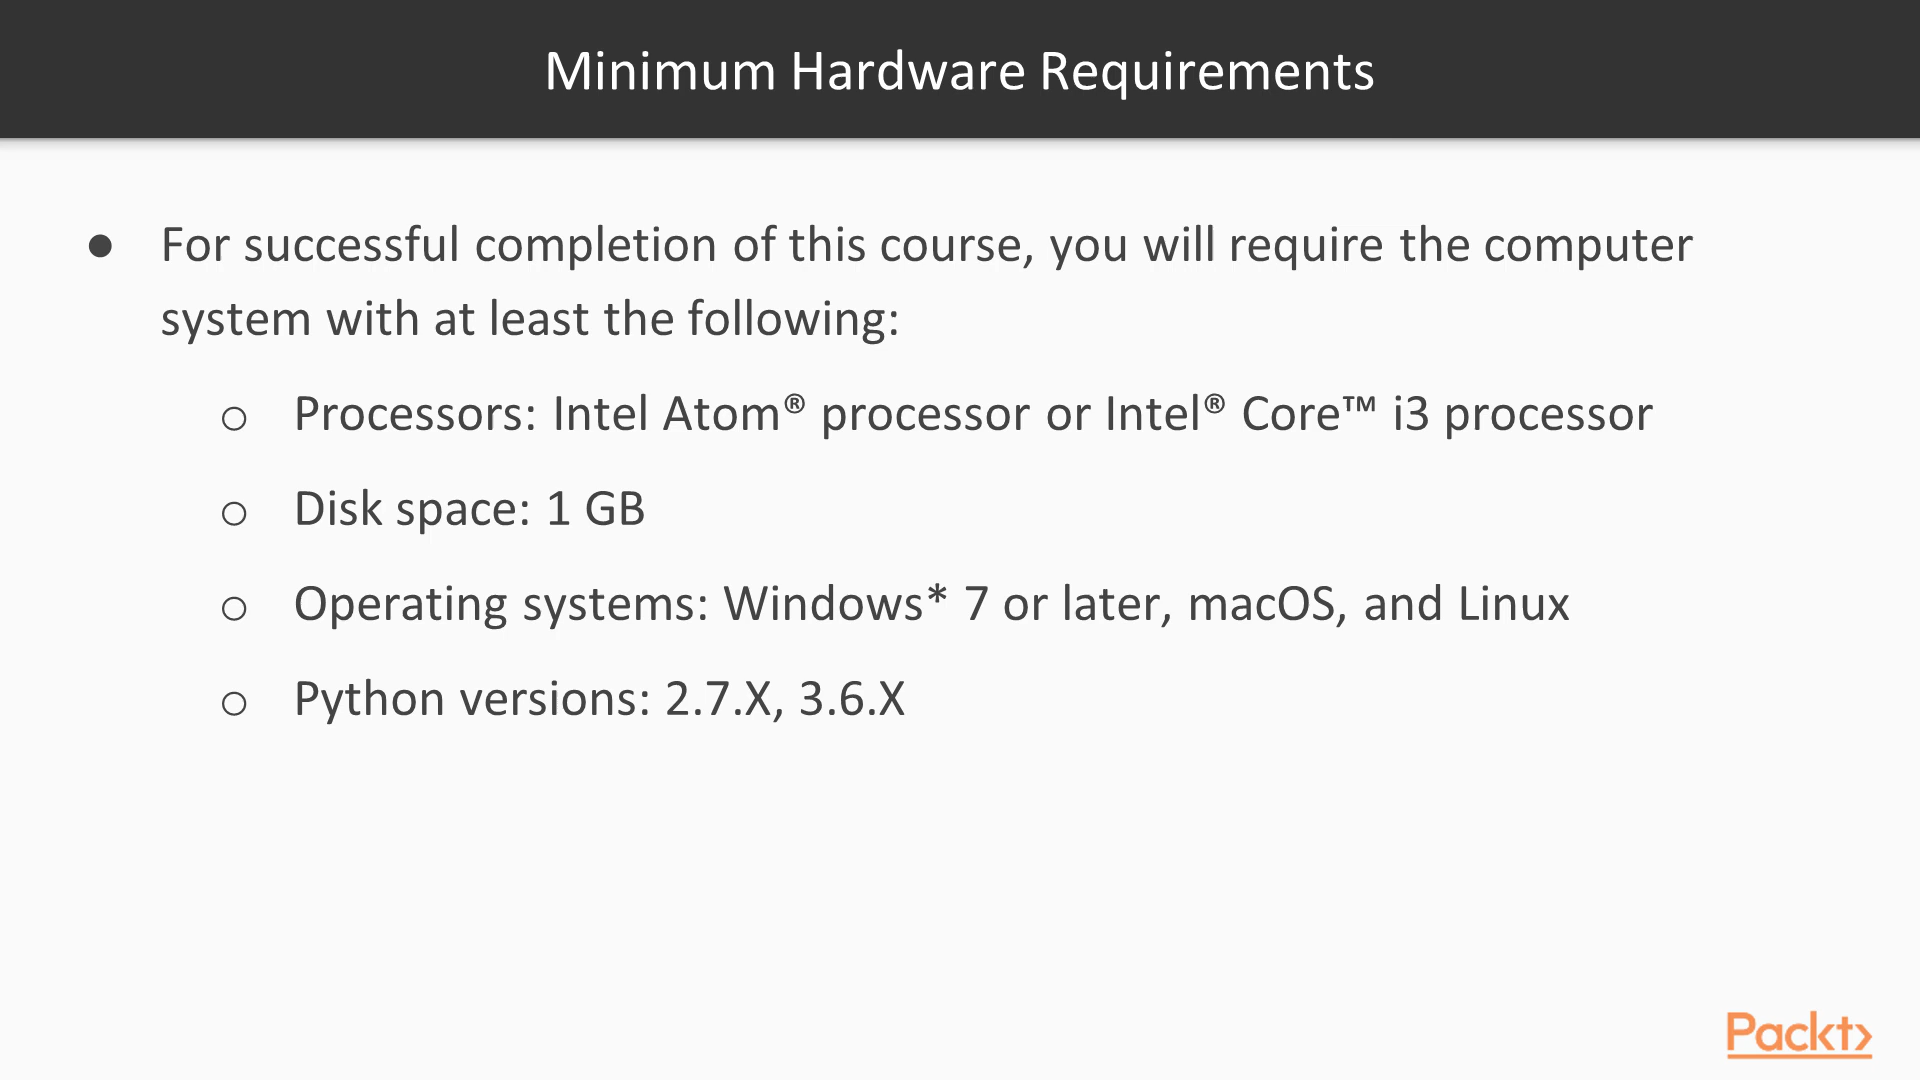 Minimum Hardware Requirements
● For successful completion of this course, you will require the computer
system with at least the following:
○ Processors: Intel Atom® processor or Intel® Core™ i3 processor
○ Disk space: 1 GB
○ Operating systems: Windows* 7 or later, macOS, and Linux
○ Python versions: 2.7.X, 3.6.X
Packt>